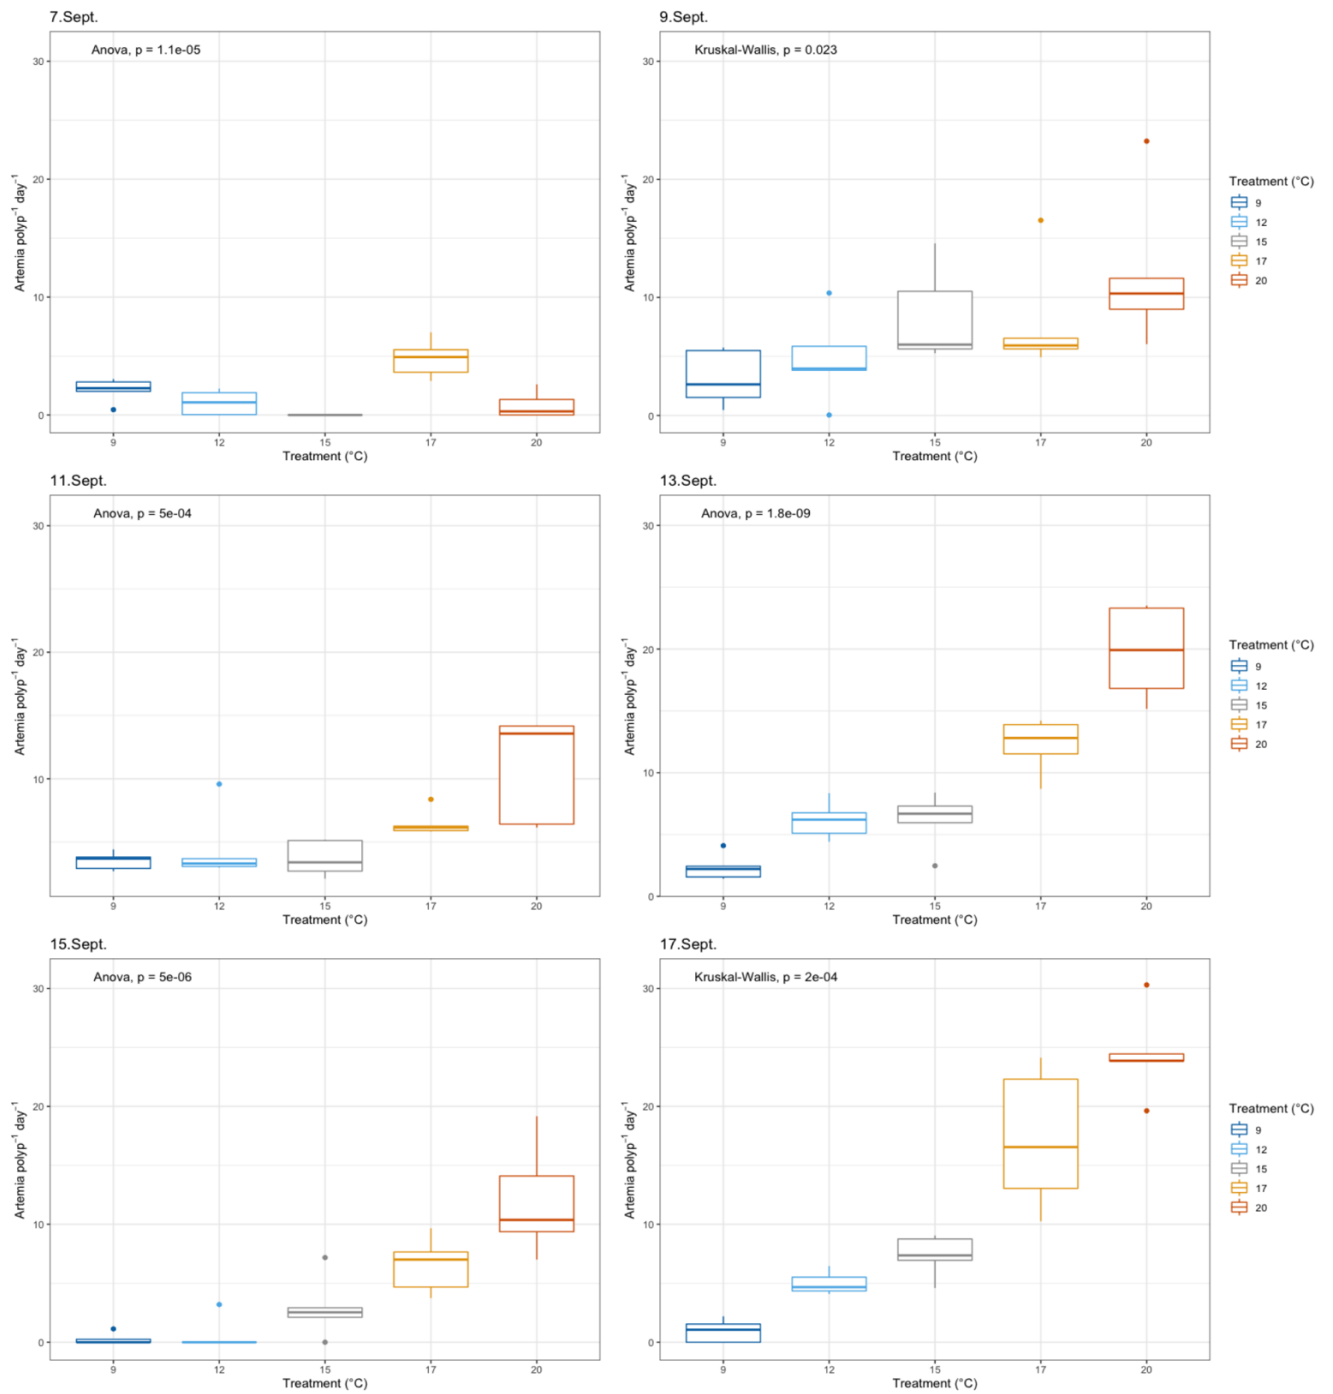 7.Sept.
Anova, p = 1.1e-05
30
20
10
0
Artemia polyp⁻¹ day⁻¹
9 12 15 17 20
Treatment (°C)
9.Sept.
Kruskal-Wallis, p = 0.023
30
20
10
0
Artemia polyp⁻¹ day⁻¹
9 12 15 17 20
Treatment (°C)
Treatment (°C)
9
12
15
17
20
11.Sept.
Anova, p = 5e-04
30
20
10
Artemia polyp⁻¹ day⁻¹
9 12 15 17 20
Treatment (°C)
13.Sept.
Anova, p = 1.8e-09
30
20
10
0
Artemia polyp⁻¹ day⁻¹
9 12 15 17 20
Treatment (°C)
Treatment (°C)
9
12
15
17
20
15.Sept.
Anova, p = 5e-06
30
20
10
0
Artemia polyp⁻¹ day⁻¹
9 12 15 17 20
Treatment (°C)
17.Sept.
Kruskal-Wallis, p = 2e-04
30
20
10
0
Artemia polyp⁻¹ day⁻¹
9 12 15 17 20
Treatment (°C)
Treatment (°C)
9
12
15
17
20